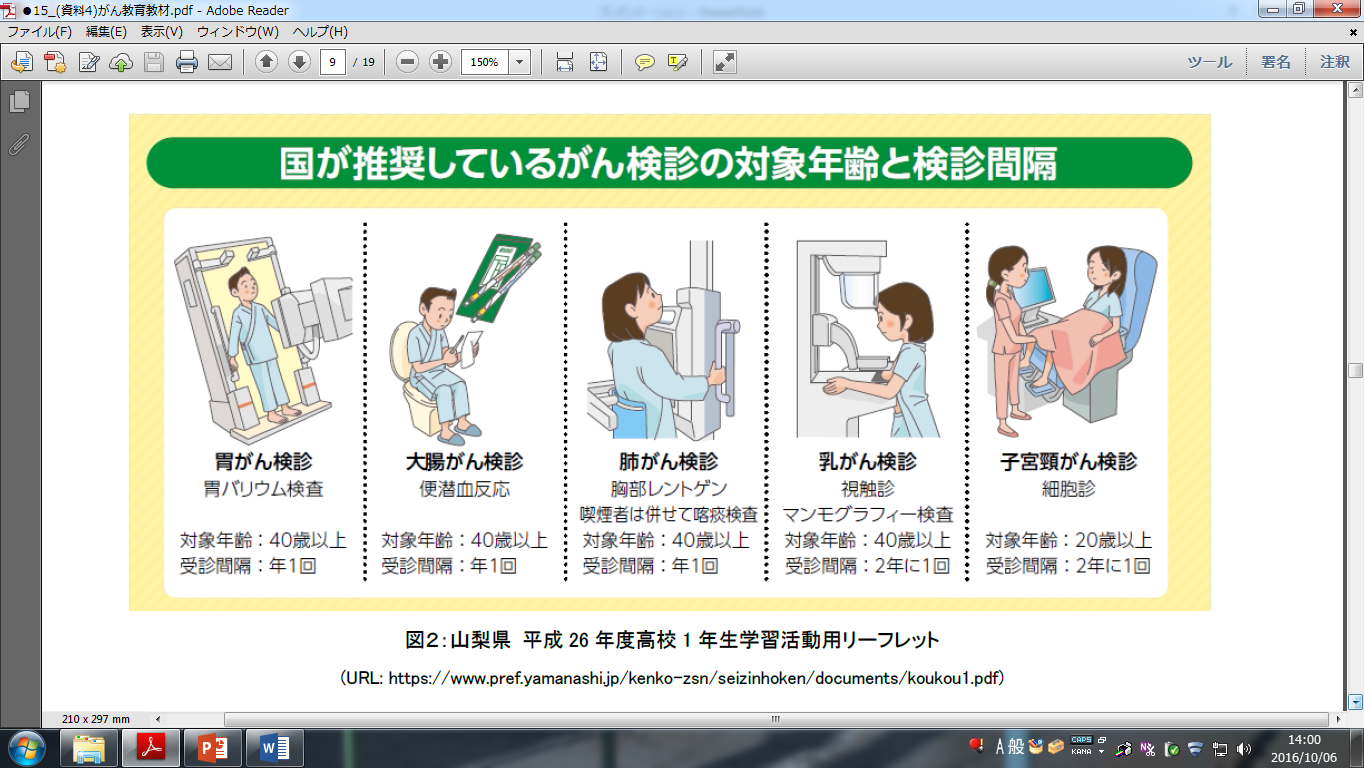 ●15_(資料4)がん教育教材.pdf - Adobe Reader
ファイル(F) 編集(E) 表示(V) ウィンドウ(W) ヘルプ(H)
9 / 19 150% ツール 署名 注釈
国が推奨しているがん検診の対象年齢と検診間隔
胃がん検診
胃バリウム検査
対象年齢：40歳以上
受診間隔：年1回
大腸がん検診
便潜血反応
対象年齢：40歳以上
受診間隔：年1回
肺がん検診
胸部レントゲン
喫煙者は併せて喀痰検査
対象年齢：40歳以上
受診間隔：年1回
乳がん検診
視触診
マンモグラフィー検査
対象年齢：40歳以上
受診間隔：2年に1回
子宮頸がん検診
細胞診
対象年齢：20歳以上
受診間隔：2年に1回
図2：山梨県 平成 26 年度高校 1 年生学習活動用リーフレット
(URL: https://www.pref.yamanashi.jp/kenko-zsn/seizinhoken/documents/koukou1.pdf)
210 x 297 mm
A 般 CAPS
KANA
14:00
2016/10/06